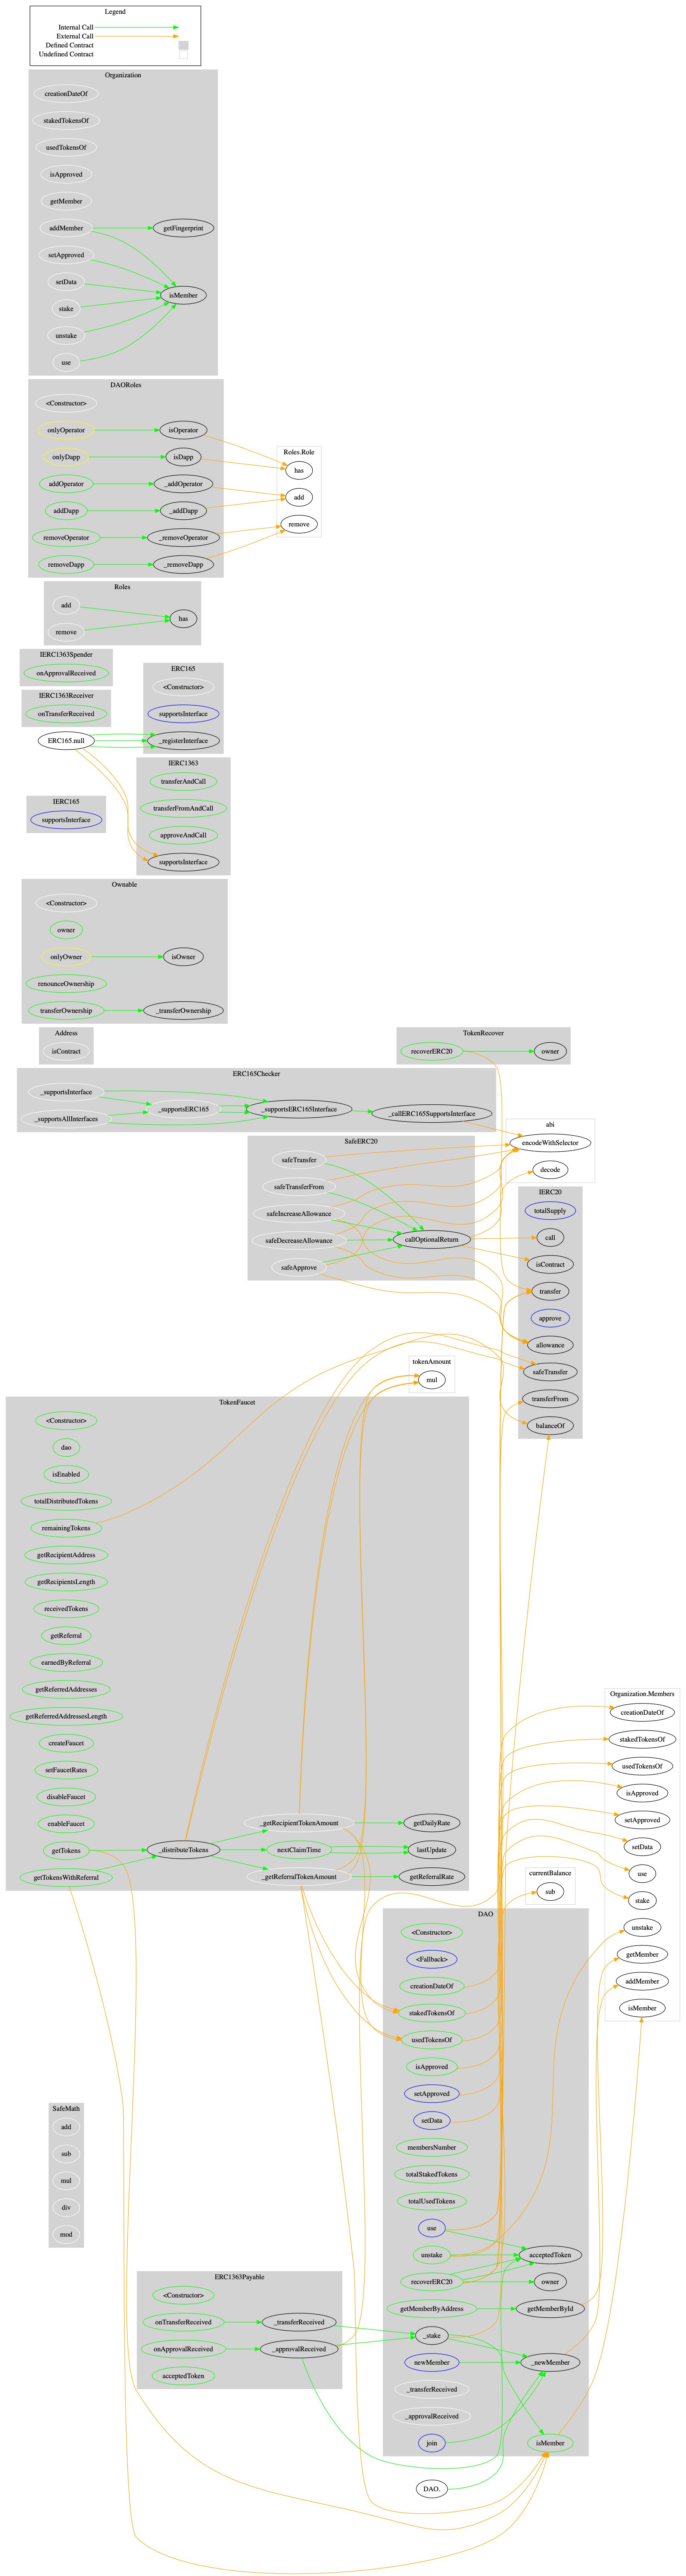 Legend
Internal Call
External Call
Defined Contract
Undefined Contract
Organization
creationDateOf
stakedTokensOf
usedTokensOf
isApproved
getMember
addMember
getFingerprint
setApproved
setData
isMember
stake
unstake
use
DAORoles
<Constructor>
onlyOperator
isOperator
onlyDapp
isDapp
addOperator
_addOperator
addDapp
_addDapp
removeOperator
_removeOperator
removeDapp
_removeDapp
Roles.Role
has
add
remove
Roles
add
has
remove
IERC1363Spender
onApprovalReceived
IERC1363Receiver
onTransferReceived
ERC165
<Constructor>
supportsInterface
_registerInterface
ERC165.null
IERC1363
transferAndCall
transferFromAndCall
approveAndCall
supportsInterface
IERC165
supportsInterface
Ownable
<Constructor>
owner
onlyOwner
isOwner
renounceOwnership
transferOwnership
_transferOwnership
Address
isContract
TokenRecover
recoverERC20
owner
ERC165Checker
_supportsInterface
_supportsERC165
_supportsERC165Interface
_callERC165SupportsInterface
_supportsAllInterfaces
abi
encodeWithSelector
decode
SafeERC20
safeTransfer
safeTransferFrom
safeIncreaseAllowance
safeDecreaseAllowance
callOptionalReturn
safeApprove
IERC20
totalSupply
call
isContract
transfer
approve
allowance
safeTransfer
transferFrom
balanceOf
tokenAmount
mul
TokenFaucet
<Constructor>
dao
isEnabled
totalDistributedTokens
remainingTokens
getRecipientAddress
getRecipientsLength
receivedTokens
getReferral
earnedByReferral
getReferredAddresses
getReferredAddressesLength
createFaucet
setFaucetRates
disableFaucet
enableFaucet
getTokens
getTokensWithReferral
_distributeTokens
_getRecipientTokenAmount
nextClaimTime
_getReferralTokenAmount
getDailyRate
lastUpdate
getReferralRate
Organization.Members
creationDateOf
stakedTokensOf
usedTokensOf
isApproved
setApproved
setData
use
stake
unstake
getMember
addMember
isMember
currentBalance
sub
DAO
<Constructor>
<Fallback>
creationDateOf
stakedTokensOf
usedTokensOf
isApproved
setApproved
setData
membersNumber
totalStakedTokens
totalUsedTokens
use
unstake
acceptedToken
recoverERC20
owner
getMemberByAddress
getMemberById
_stake
newMember
_newMember
_transferReceived
_approvalReceived
join
isMember
DAO.
SafeMath
add
sub
mul
div
mod
ERC1363Payable
<Constructor>
onTransferReceived
_transferReceived
onApprovalReceived
_approvalReceived
acceptedToken